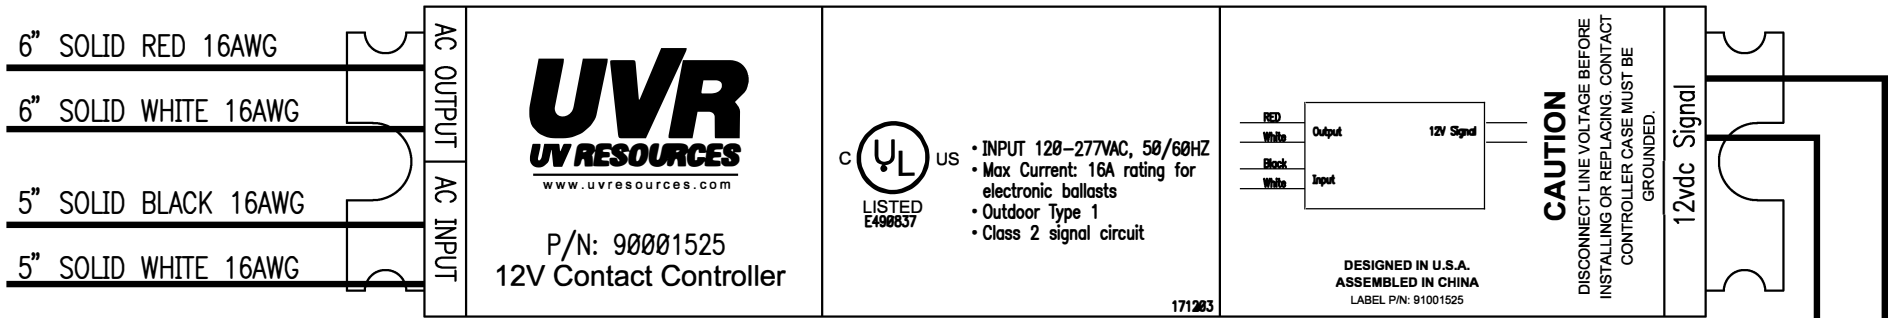 6” SOLID RED 16AWG
6” SOLID WHITE 16AWG
5” SOLID BLACK 16AWG
5” SOLID WHITE 16AWG
AC OUTPUT
AC INPUT
UVR
UV RESOURCES
www.uvresources.com
P/N: 90001525
12V Contact Controller
C UL US
LISTED
E490837
• INPUT 120-277VAC, 50/60HZ
• Max Current: 16A rating for
electronic ballasts
• Outdoor Type 1
• Class 2 signal circuit
171203
RED
White
Black
White
Output
Input
12V Signal
DESIGNED IN U.S.A.
ASSEMBLED IN CHINA
LABEL P/N: 91001525
CAUTION
DISCONNECT LINE VOLTAGE BEFORE
INSTALLING OR REPLACING. CONTACT
CONTROLLER CASE MUST BE
GROUNDED.
12vdc Signal